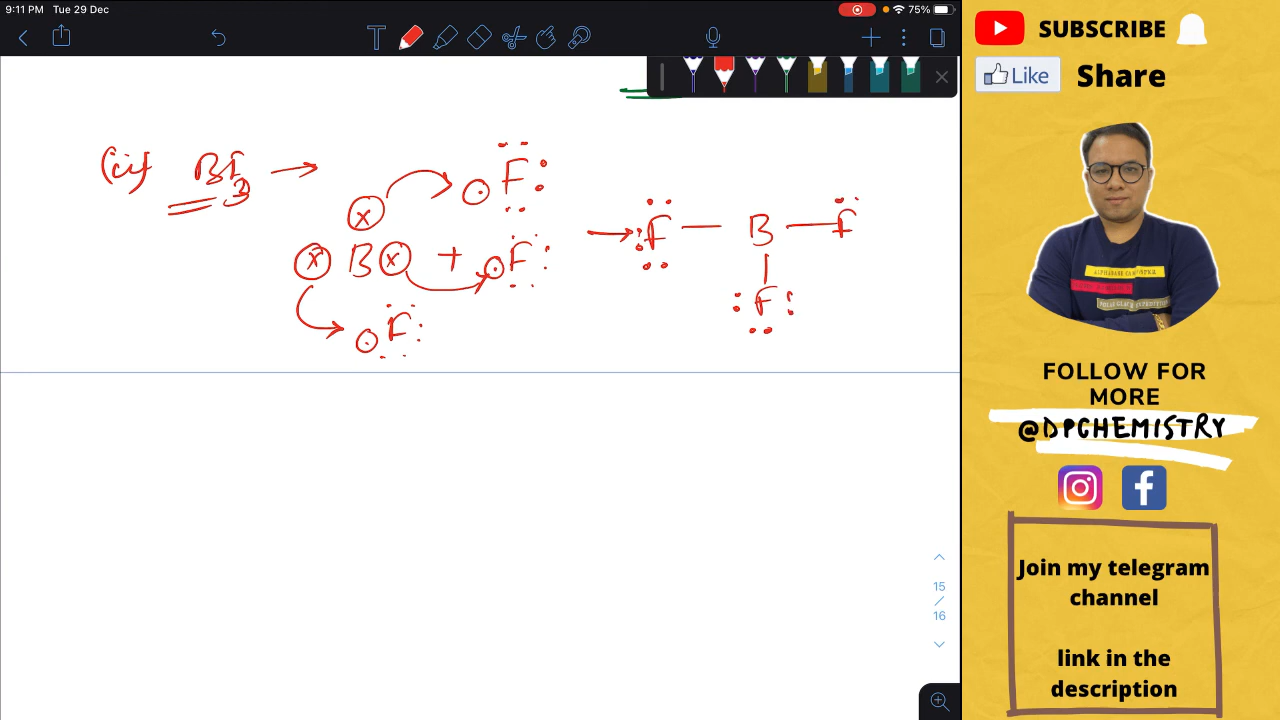 9:11 PM Tue 29 Dec
75%
T
(ii) BF3 →
x
F
x B x + F
F
→ F — B — F
F
15
/
16
SUBSCRIBE
Like
Share
FOLLOW FOR
MORE
@DPCHEMISTRY
f
Join my telegram
channel
link in the
description